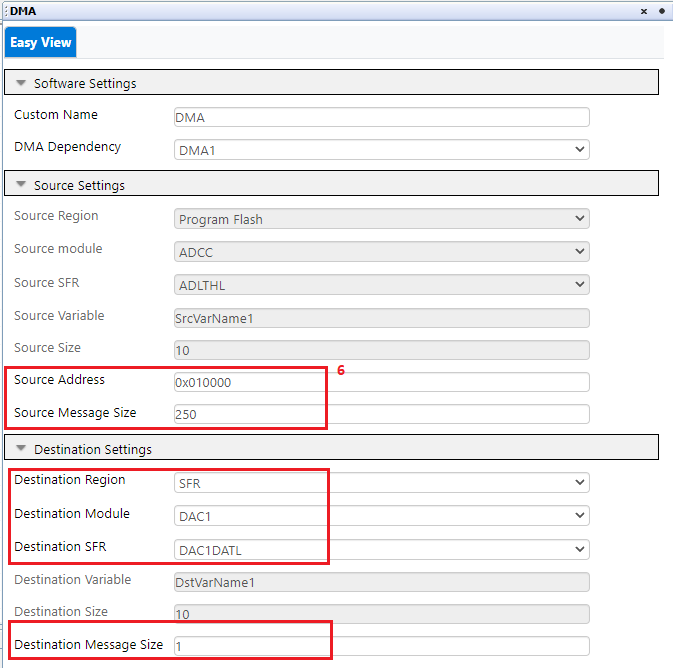 DMA
Easy View
Software Settings
Custom Name DMA
DMA Dependency DMA1
Source Settings
Source Region Program Flash
Source module ADCC
Source SFR ADLTHL
Source Variable SrcVarName1
Source Size 10
Source Address 0x010000 6
Source Message Size 250
Destination Settings
Destination Region SFR
Destination Module DAC1
Destination SFR DAC1DATL
Destination Variable DstVarName1
Destination Size 10
Destination Message Size 1